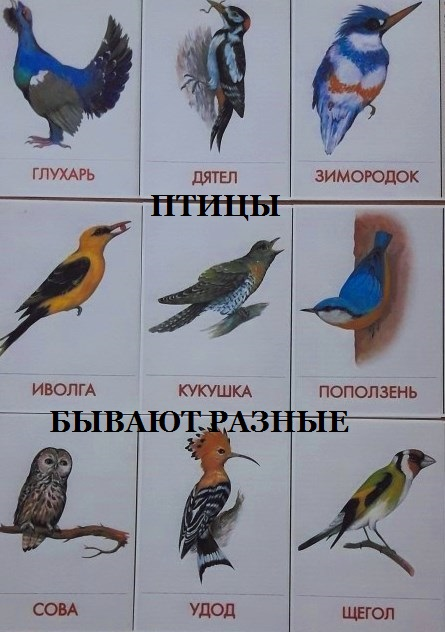 ГЛУХАРЬ ДЯТЕЛ ЗИМОРОДОК
ПТИЦЫ
ИВОЛГА КУКУШКА ПОПОЛЗЕНЬ
БЫВАЮТ РАЗНЫЕ
СОВА УДОД ЩЕГОЛ